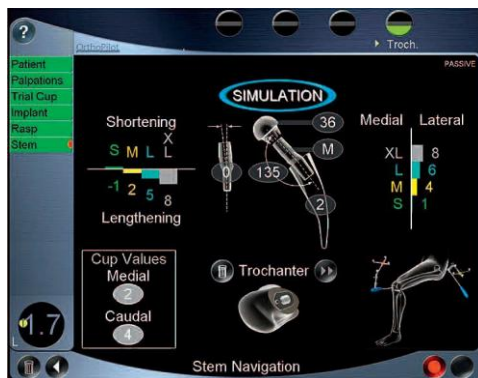 ?
OrthoPilot
Troch.
PASSIVE
Patient
Palpations
Trial Cup
Implant
Rasp
Stem
SIMULATION
Shortening
S M L XL
-1 2 5 8
Lengthening
0
36
M
135
2
Medial Lateral
XL 8
L 6
M 4
S 1
Cup Values
Medial
2
Caudal
4
Trochanter
1.7
L
Stem Navigation